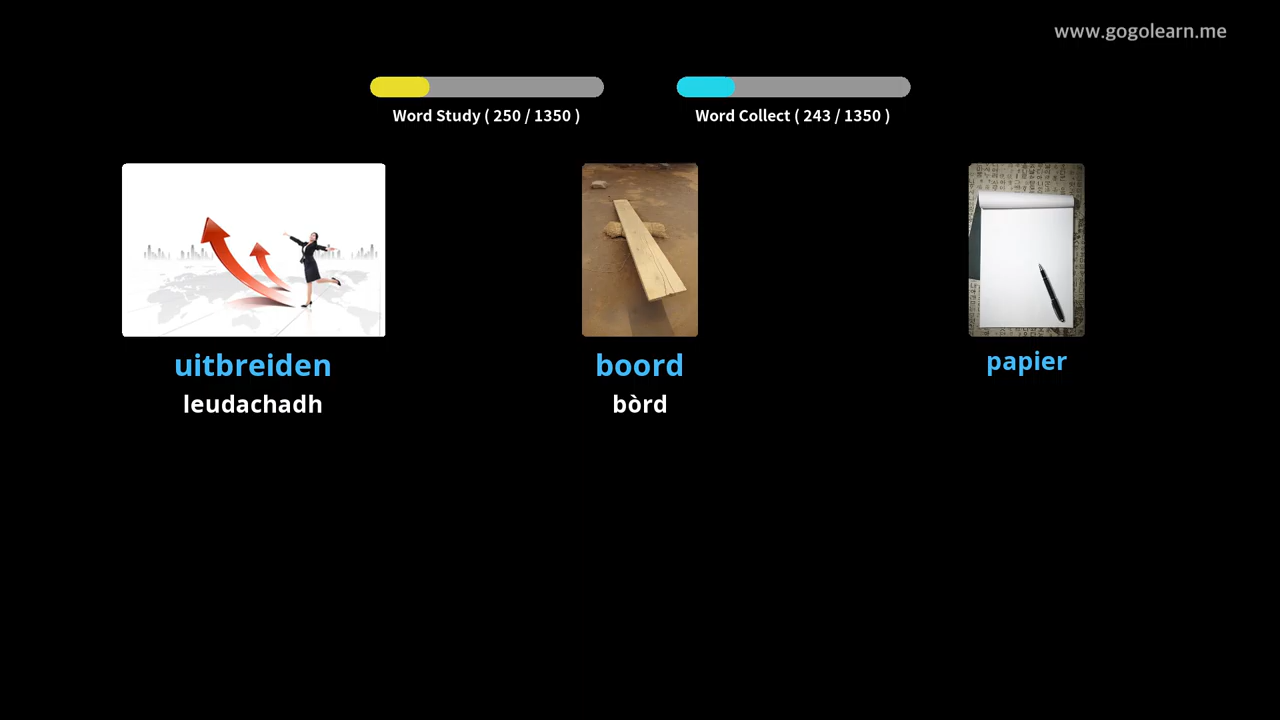 www.gogolearn.me
Word Study ( 250 / 1350 )
Word Collect ( 243 / 1350 )
uitbreiden
leudachadh
boord
bòrd
papier